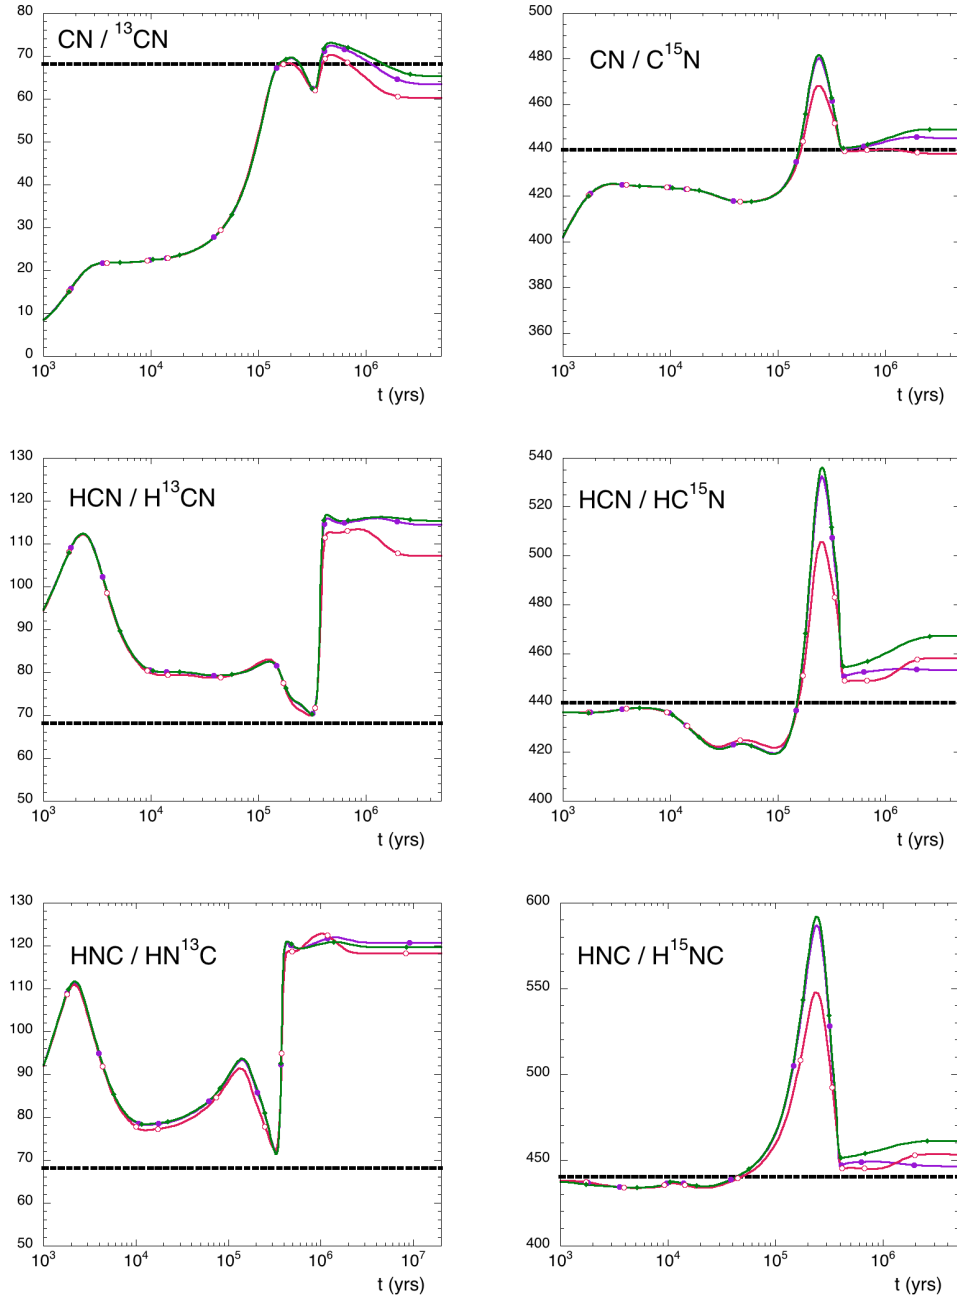 80
70
60
50
40
30
20
10
0
CN / ¹³CN
10³ 10⁴ 10⁵ 10⁶
t (yrs)
500
480
460
440
420
400
380
360
CN / C¹⁵N
10³ 10⁴ 10⁵ 10⁶
t (yrs)
130
120
110
100
90
80
70
60
50
HCN / H¹³CN
10³ 10⁴ 10⁵ 10⁶
t (yrs)
540
520
500
480
460
440
420
400
HCN / HC¹⁵N
10³ 10⁴ 10⁵ 10⁶
t (yrs)
130
120
110
100
90
80
70
60
50
HNC / HN¹³C
10³ 10⁴ 10⁵ 10⁶ 10⁷
t (yrs)
600
550
500
450
400
HNC / H¹⁵NC
10³ 10⁴ 10⁵ 10⁶
t (yrs)